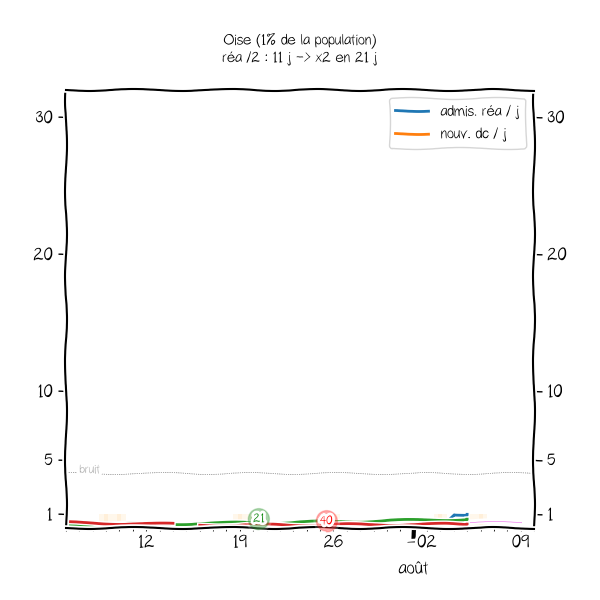 Oise (1% de la population)
réa /2 : 11 j -> x2 en 21 j
admis. réa / j
nouv. dc / j
30
30
20
20
10
10
5
5
bruit
1
1
21
40
12
19
26
02
09
août